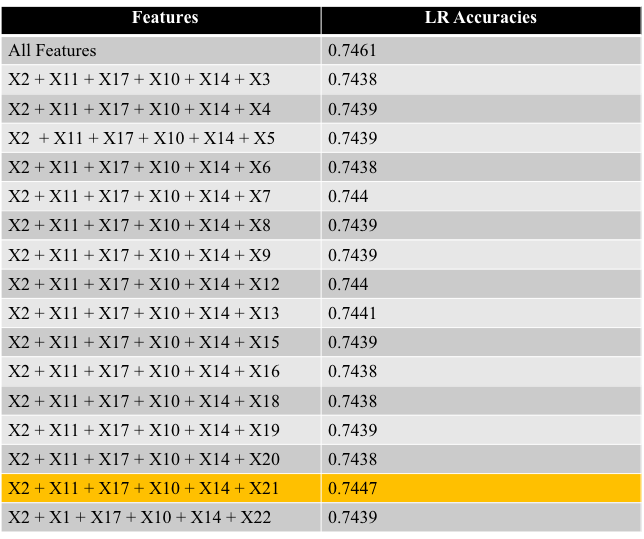 Features LR Accuracies
All Features 0.7461
X2 + X11 + X17 + X10 + X14 + X3 0.7438
X2 + X11 + X17 + X10 + X14 + X4 0.7439
X2 + X11 + X17 + X10 + X14 + X5 0.7439
X2 + X11 + X17 + X10 + X14 + X6 0.7438
X2 + X11 + X17 + X10 + X14 + X7 0.744
X2 + X11 + X17 + X10 + X14 + X8 0.7439
X2 + X11 + X17 + X10 + X14 + X9 0.7439
X2 + X11 + X17 + X10 + X14 + X12 0.744
X2 + X11 + X17 + X10 + X14 + X13 0.7441
X2 + X11 + X17 + X10 + X14 + X15 0.7439
X2 + X11 + X17 + X10 + X14 + X16 0.7438
X2 + X11 + X17 + X10 + X14 + X18 0.7438
X2 + X11 + X17 + X10 + X14 + X19 0.7439
X2 + X11 + X17 + X10 + X14 + X20 0.7438
X2 + X11 + X17 + X10 + X14 + X21 0.7447
X2 + X1 + X17 + X10 + X14 + X22 0.7439